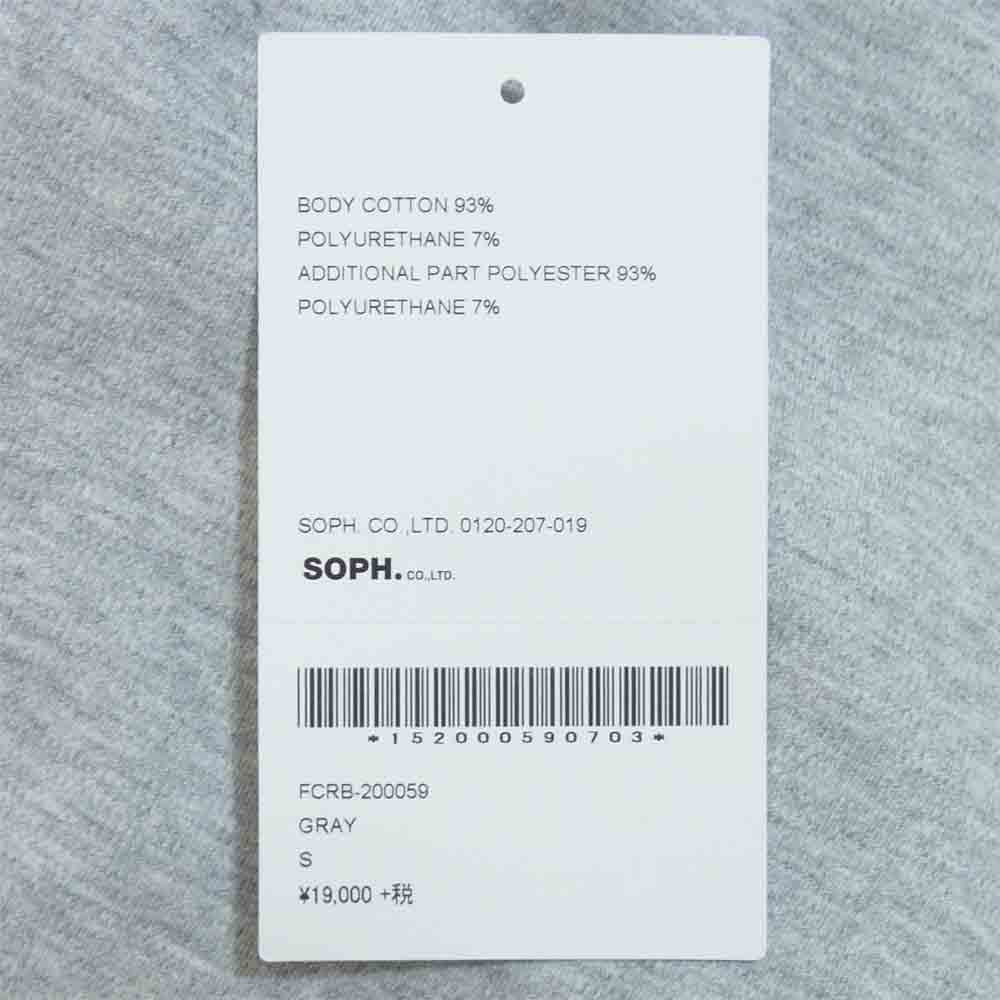 BODY COTTON 93%
POLYURETHANE 7%
ADDITIONAL PART POLYESTER 93%
POLYURETHANE 7%
SOPH. CO.,LTD. 0120-207-019
SOPH. CO.,LTD.
*152000590703*
FCRB-200059
GRAY
S
¥19,000 +税